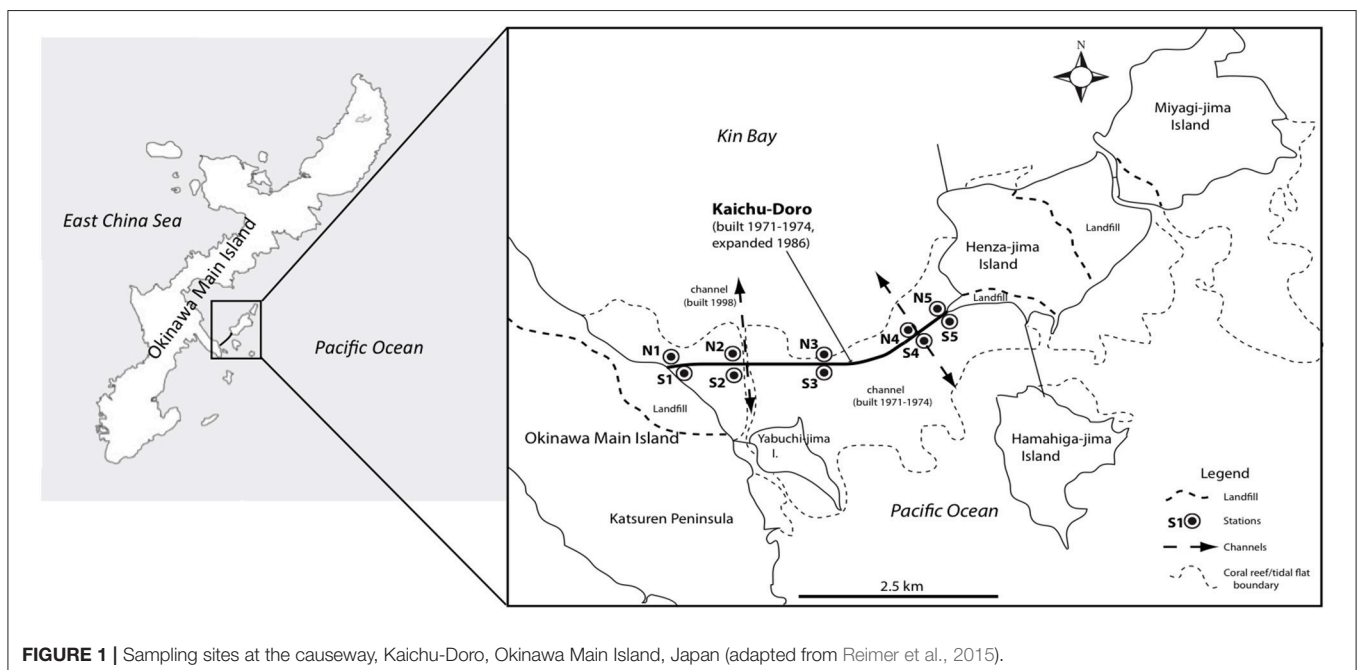 East China Sea
Okinawa Main Island
Pacific Ocean
N
Kin Bay
Miyagi-jima
Island
Kaichu-Doro
(built 1971-1974,
expanded 1986)
Henza-jima
Island
Landfill
Landfill
channel
(built 1998)
N1
N2
N3
N4
N5
S1
S2
S3
S4
S5
channel
(built 1971-1974)
Landfill
Okinawa Main Island
Yabuchi-jima
I.
Hamahiga-jima
Island
Katsuren Peninsula
Pacific Ocean
2.5 km
Legend
Landfill
S1 Stations
Channels
Coral reef/tidal flat
boundary
FIGURE 1 | Sampling sites at the causeway, Kaichu-Doro, Okinawa Main Island, Japan (adapted from Reimer et al., 2015).